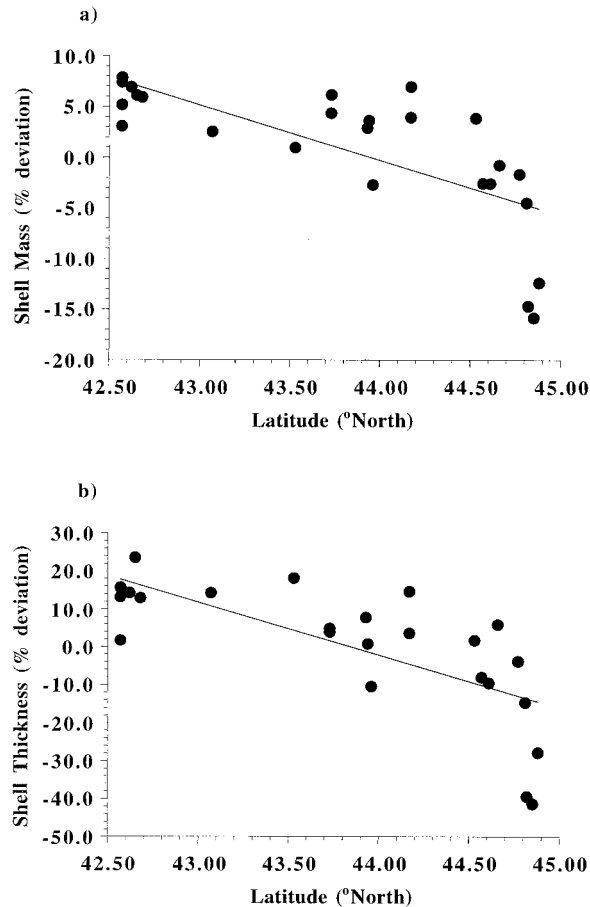 a)
Shell Mass (% deviation)
10.0
5.0
0.0
-5.0
-10.0
-15.0
-20.0
42.50 43.00 43.50 44.00 44.50 45.00
Latitude (°North)
b)
Shell Thickness (% deviation)
30.0
20.0
10.0
0.0
-10.0
-20.0
-30.0
-40.0
-50.0
42.50 43.00 43.50 44.00 44.50 45.00
Latitude (°North)